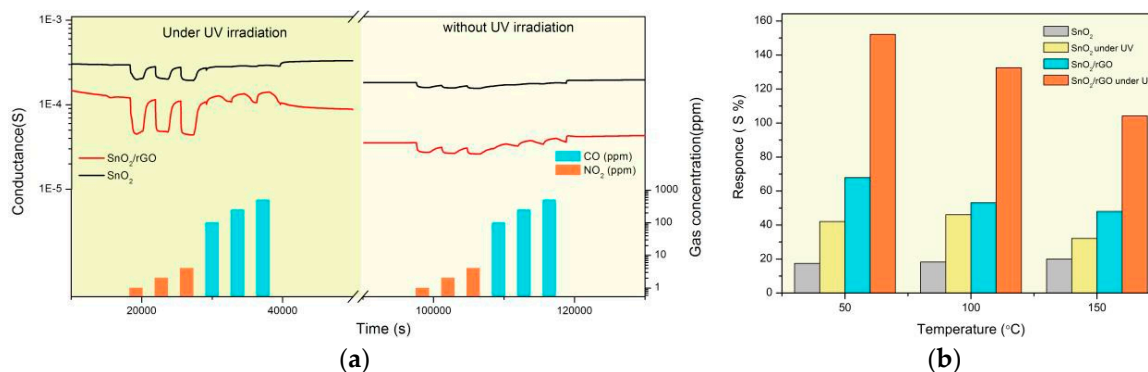 Under UV irradiation
without UV irradiation
1E-3
1E-4
1E-5
Conductance(S)
SnO2/rGO
SnO2
CO (ppm)
NO2 (ppm)
1000
100
10
1
Gas concentration(ppm)
20000 40000 100000 120000
Time (s)
(a)
SnO2
SnO2 under UV
SnO2/rGO
SnO2/rGO under U
160
140
120
100
80
60
40
20
0
Responce ( S %)
50 100 150
Temperature (°C)
(b)